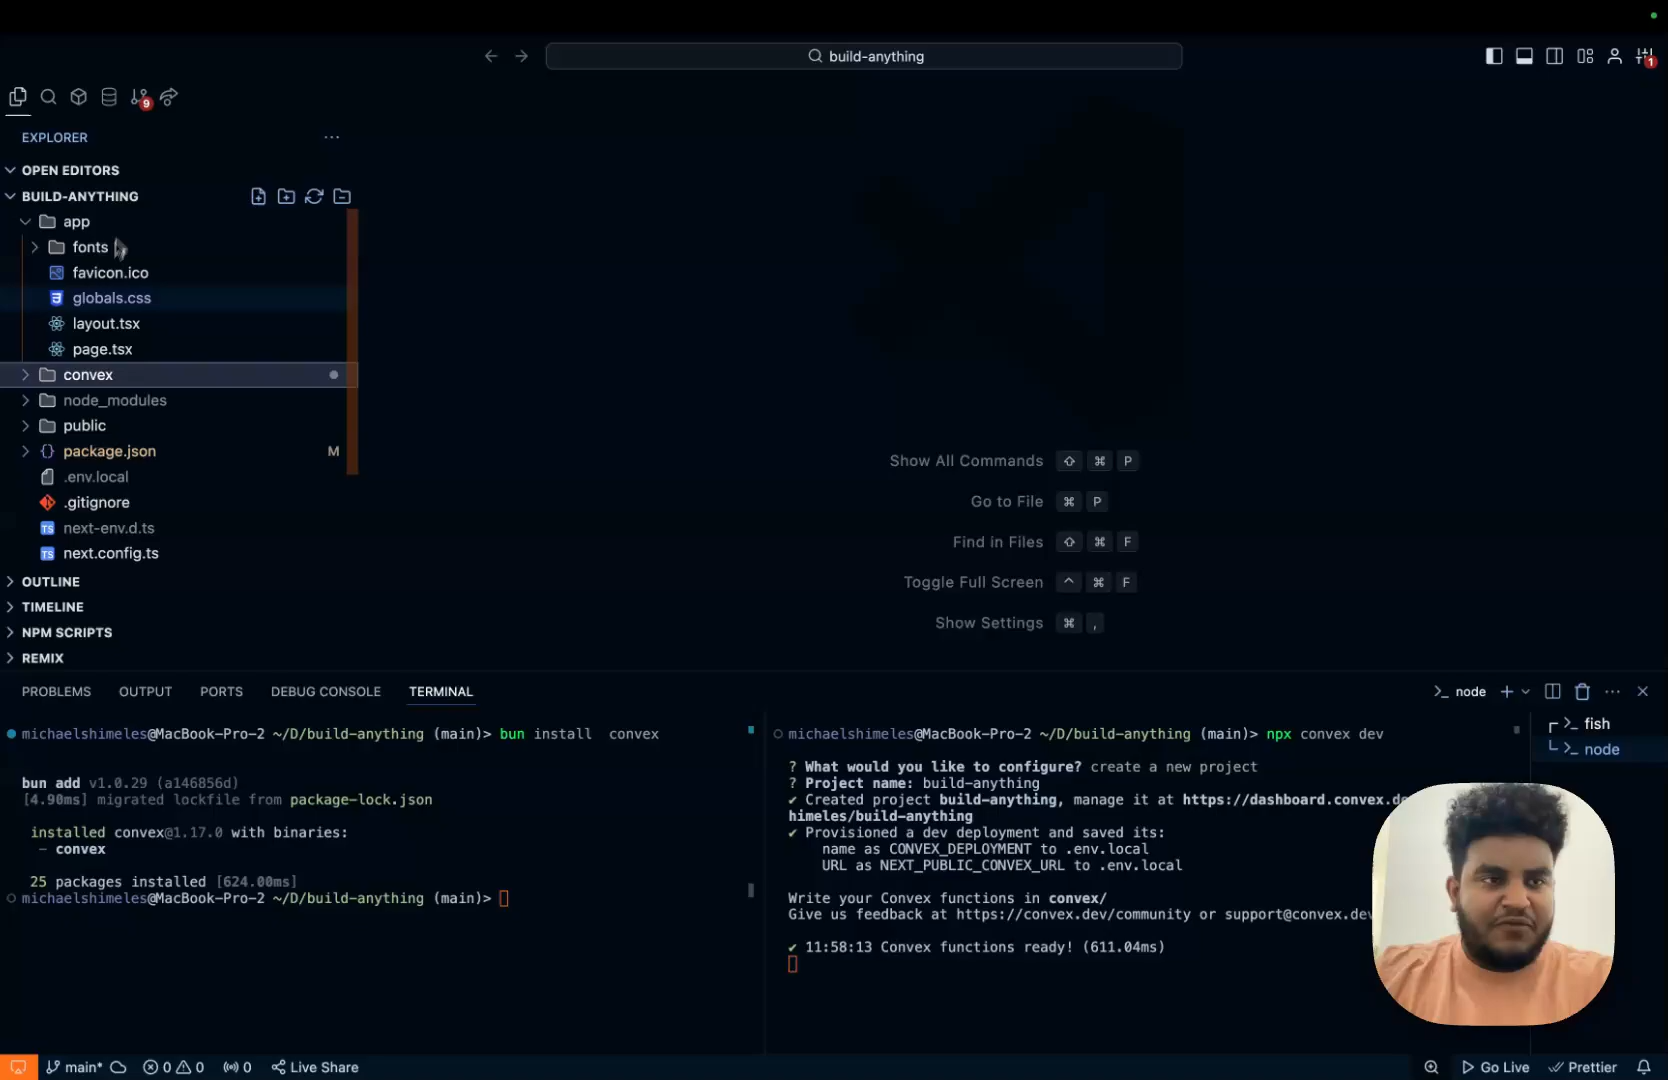 build-anything
1
9
EXPLORER
OPEN EDITORS
BUILD-ANYTHING
app
fonts
favicon.ico
globals.css
layout.tsx
page.tsx
convex
node_modules
public
package.json M
.env.local
.gitignore
TS next-env.d.ts
TS next.config.ts
OUTLINE
TIMELINE
NPM SCRIPTS
REMIX
Show All Commands ⇧ ⌘ P
Go to File ⌘ P
Find in Files ⇧ ⌘ F
Toggle Full Screen ^ ⌘ F
Show Settings ⌘ ,
PROBLEMS OUTPUT PORTS DEBUG CONSOLE TERMINAL
node
michaelshimeles@MacBook-Pro-2 ~/D/build-anything (main)> bun install  convex
bun add v1.0.29 (a146856d)
[4.90ms] migrated lockfile from package-lock.json
installed convex@1.17.0 with binaries:
- convex
25 packages installed [624.00ms]
michaelshimeles@MacBook-Pro-2 ~/D/build-anything (main)>
michaelshimeles@MacBook-Pro-2 ~/D/build-anything (main)> npx convex dev
? What would you like to configure? create a new project
? Project name: build-anything
✔ Created project build-anything, manage it at https://dashboard.convex.de
himeles/build-anything
✔ Provisioned a dev deployment and saved its:
name as CONVEX_DEPLOYMENT to .env.local
URL as NEXT_PUBLIC_CONVEX_URL to .env.local
Write your Convex functions in convex/
Give us feedback at https://convex.dev/community or support@convex.dev
✔ 11:58:13 Convex functions ready! (611.04ms)
fish
node
main* 0 0 0 Live Share
Go Live Prettier